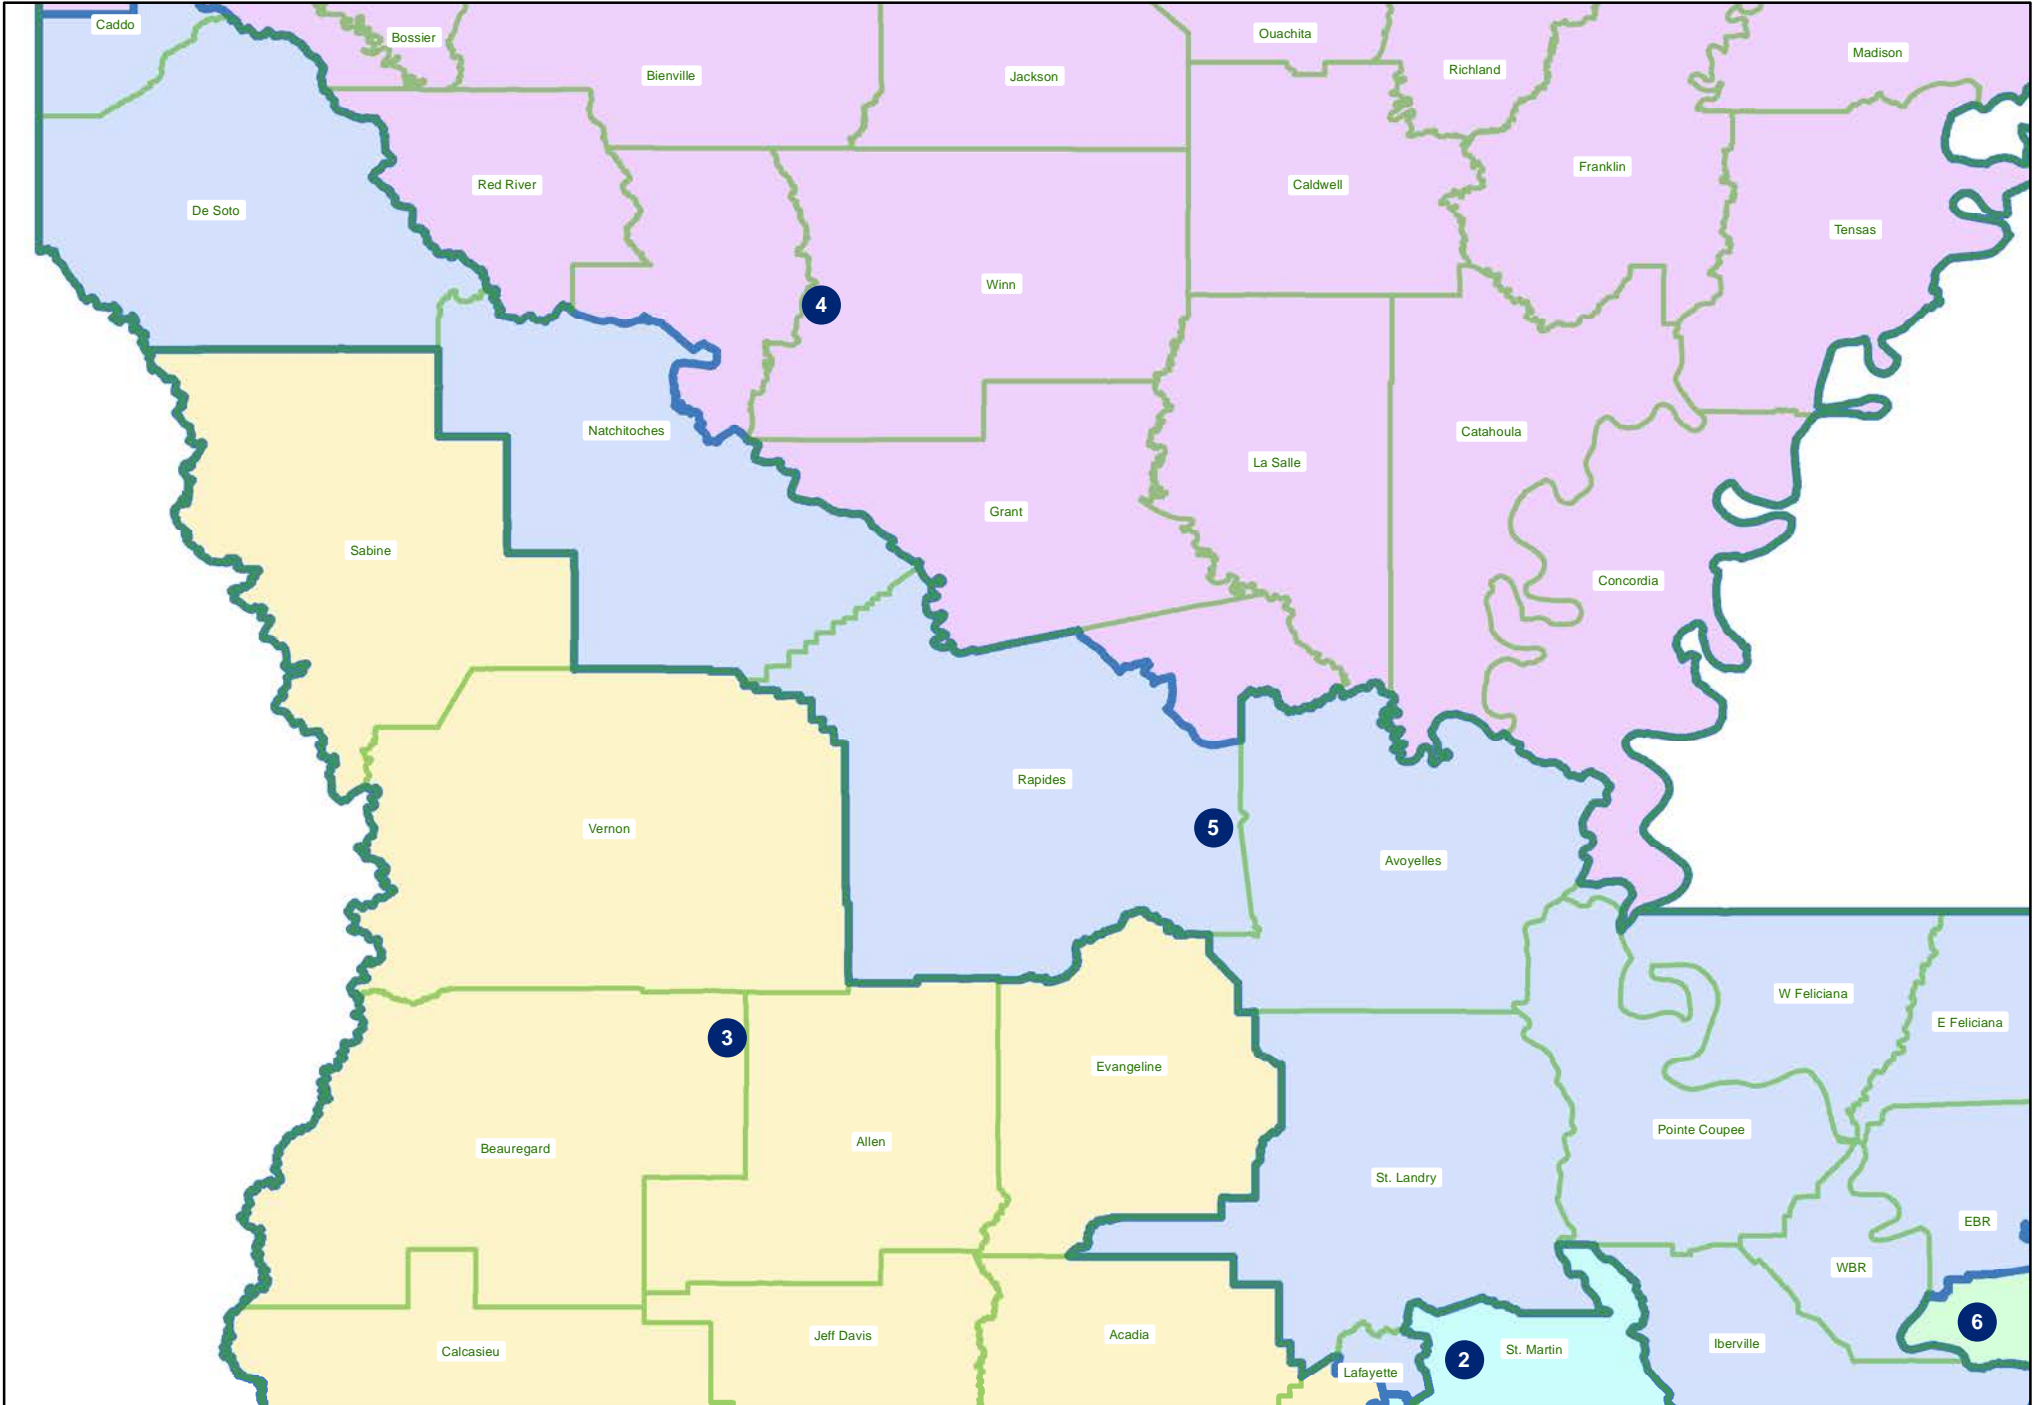 Caddo
Bossier
Ouachita
Madison
Richland
Bienville
Jackson
Franklin
Red River
Caldwell
De Soto
Tensas
Winn
4
Natchitoches
Catahoula
La Salle
Grant
Sabine
Concordia
Rapides
Vernon
5
Avoyelles
W Feliciana
E Feliciana
3
Evangeline
Pointe Coupee
Allen
Beauregard
St. Landry
EBR
WBR
6
Acadia
Jeff Davis
Iberville
St. Martin
Calcasieu
2
Lafayette